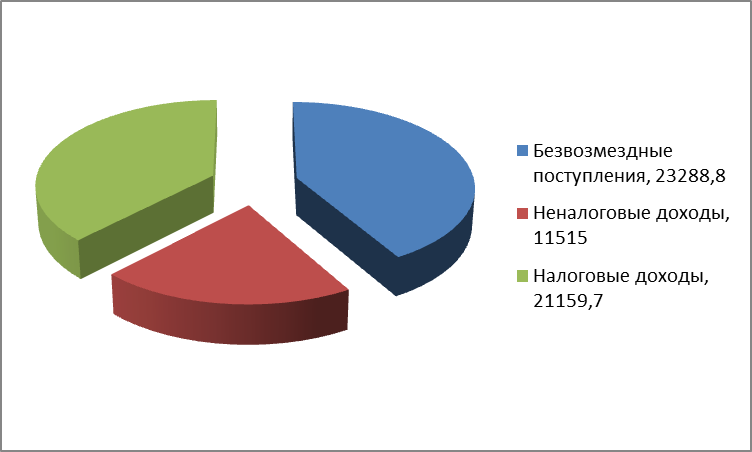 Безвозмездные
поступления, 23288,8
Неналоговые доходы,
11515
Налоговые доходы,
21159,7